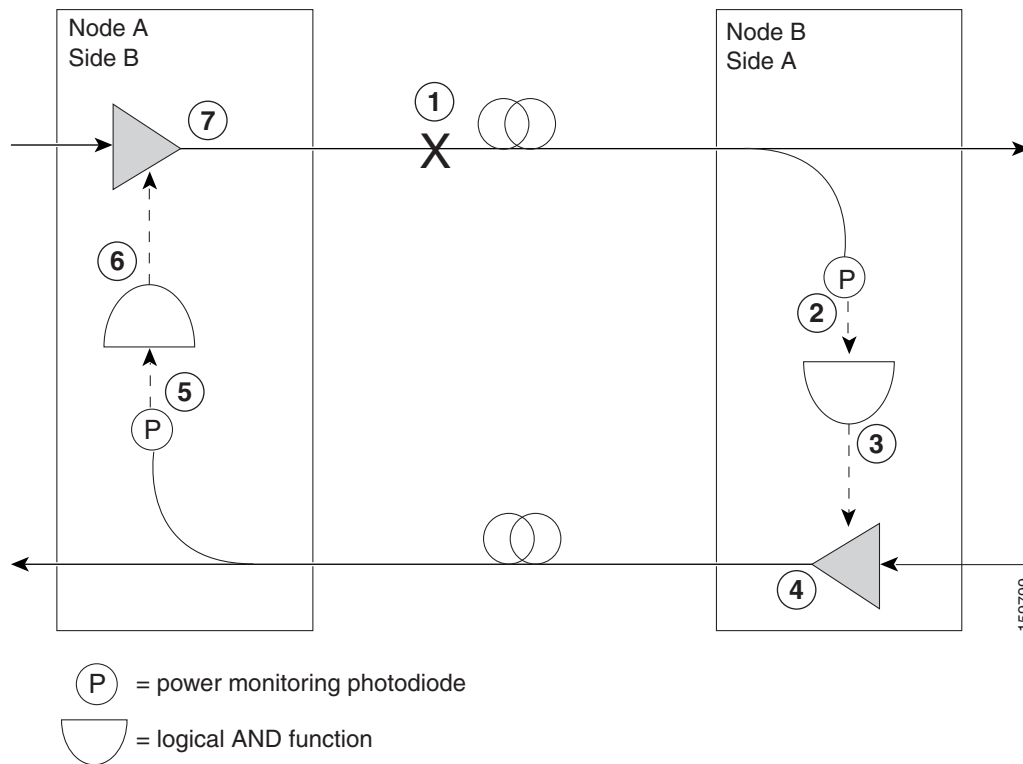 Node A
Side B
Node B
Side A
7
1
X
6
P
2
5
3
P
4
P = power monitoring photodiode
= logical AND function